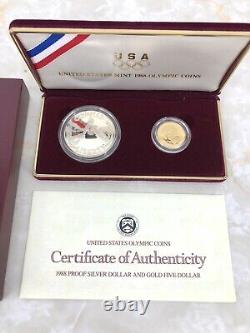 USA
UNITED STATES MINT 1988 OLYMPIC COINS
UNITED STATES OLYMPIC COINS
Certificate of Authenticity
1988 PROOF SILVER DOLLAR AND GOLD FIVE DOLLAR